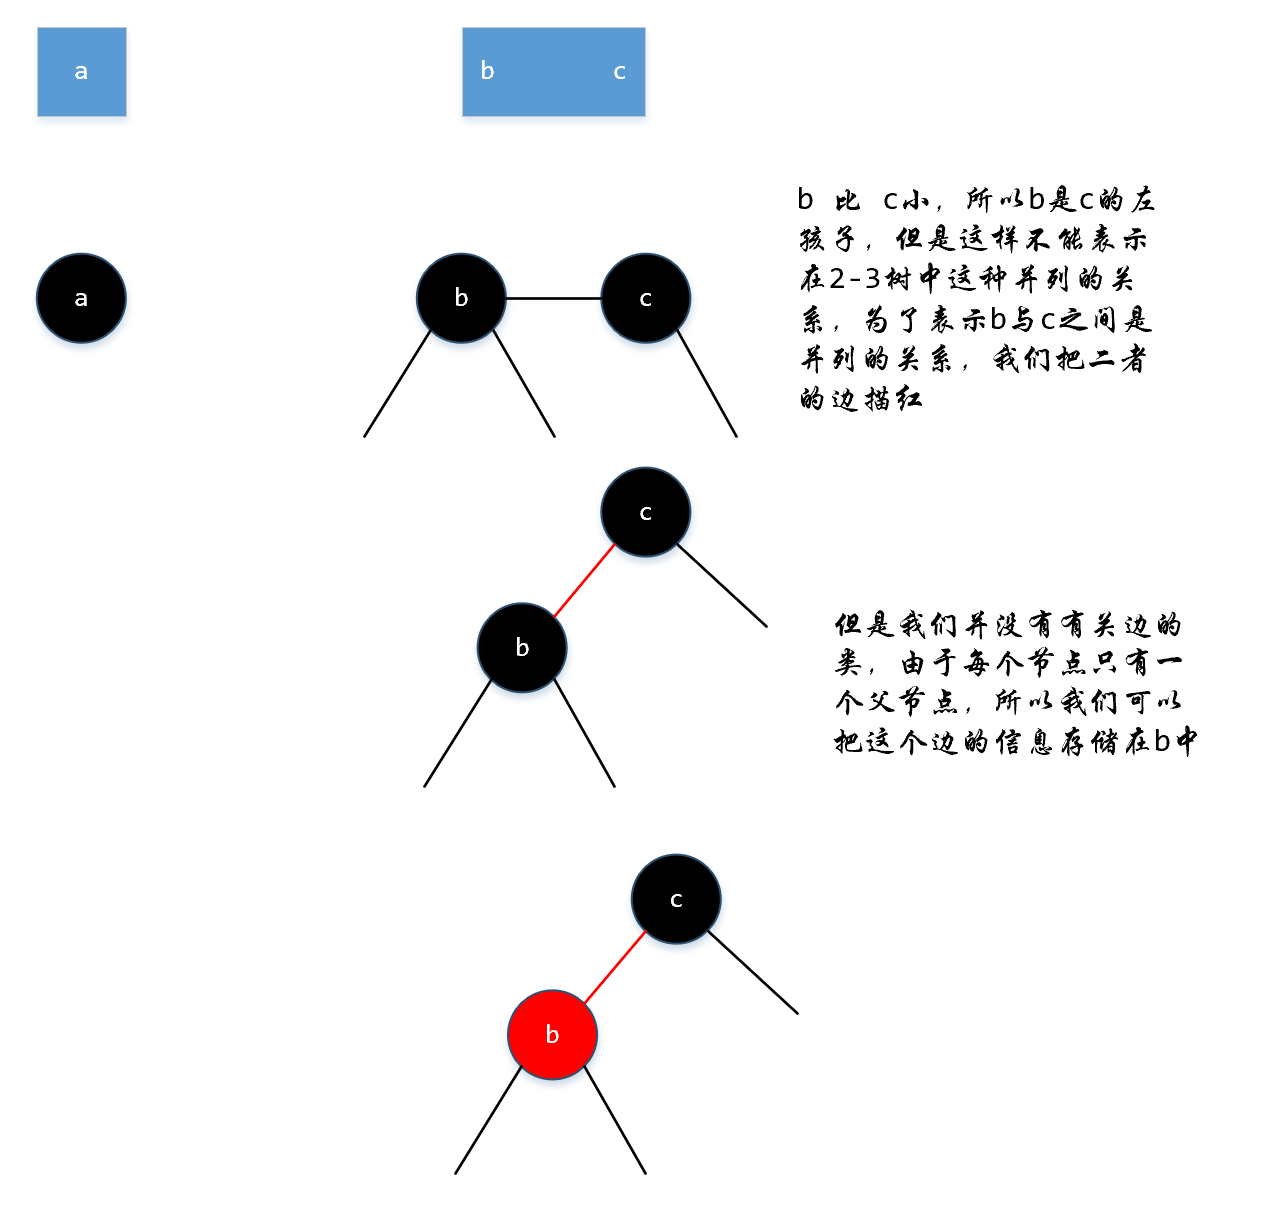 a
b c
b 比 c小，所以b是c的左
孩子，但是这样不能表示
在2-3树中这种并列的关
系，为了表示b与c之间是
并列的关系，我们把二者
的边描红
a
b c
c
b
但是我们并没有有关边的
类，由于每个节点只有一
个父节点，所以我们可以
把这个边的信息存储在b中
c
b